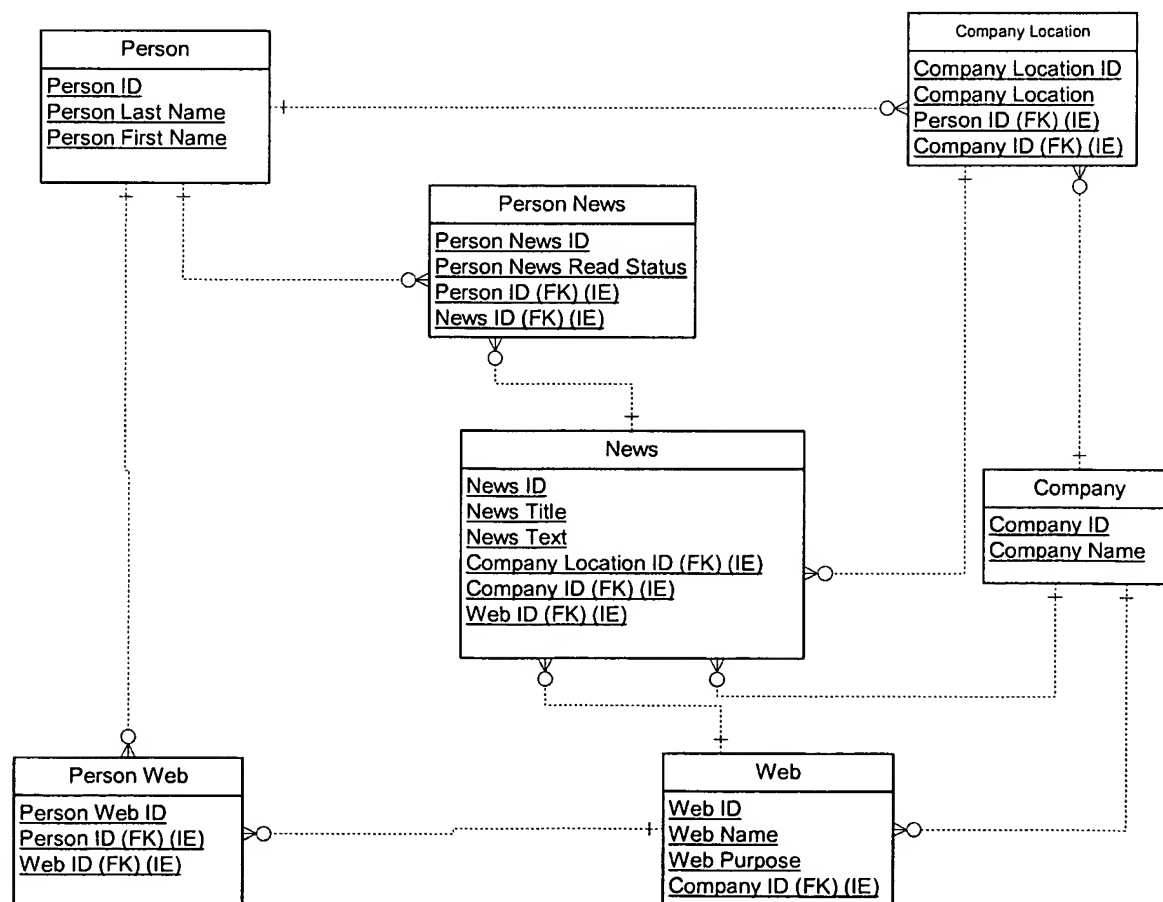 Person
Person ID
Person Last Name
Person First Name
Company Location
Company Location ID
Company Location
Person ID (FK) (IE)
Company ID (FK) (IE)
Person News
Person News ID
Person News Read Status
Person ID (FK) (IE)
News ID (FK) (IE)
News
News ID
News Title
News Text
Company Location ID (FK) (IE)
Company ID (FK) (IE)
Web ID (FK) (IE)
Company
Company ID
Company Name
Person Web
Person Web ID
Person ID (FK) (IE)
Web ID (FK) (IE)
Web
Web ID
Web Name
Web Purpose
Company ID (FK) (IE)